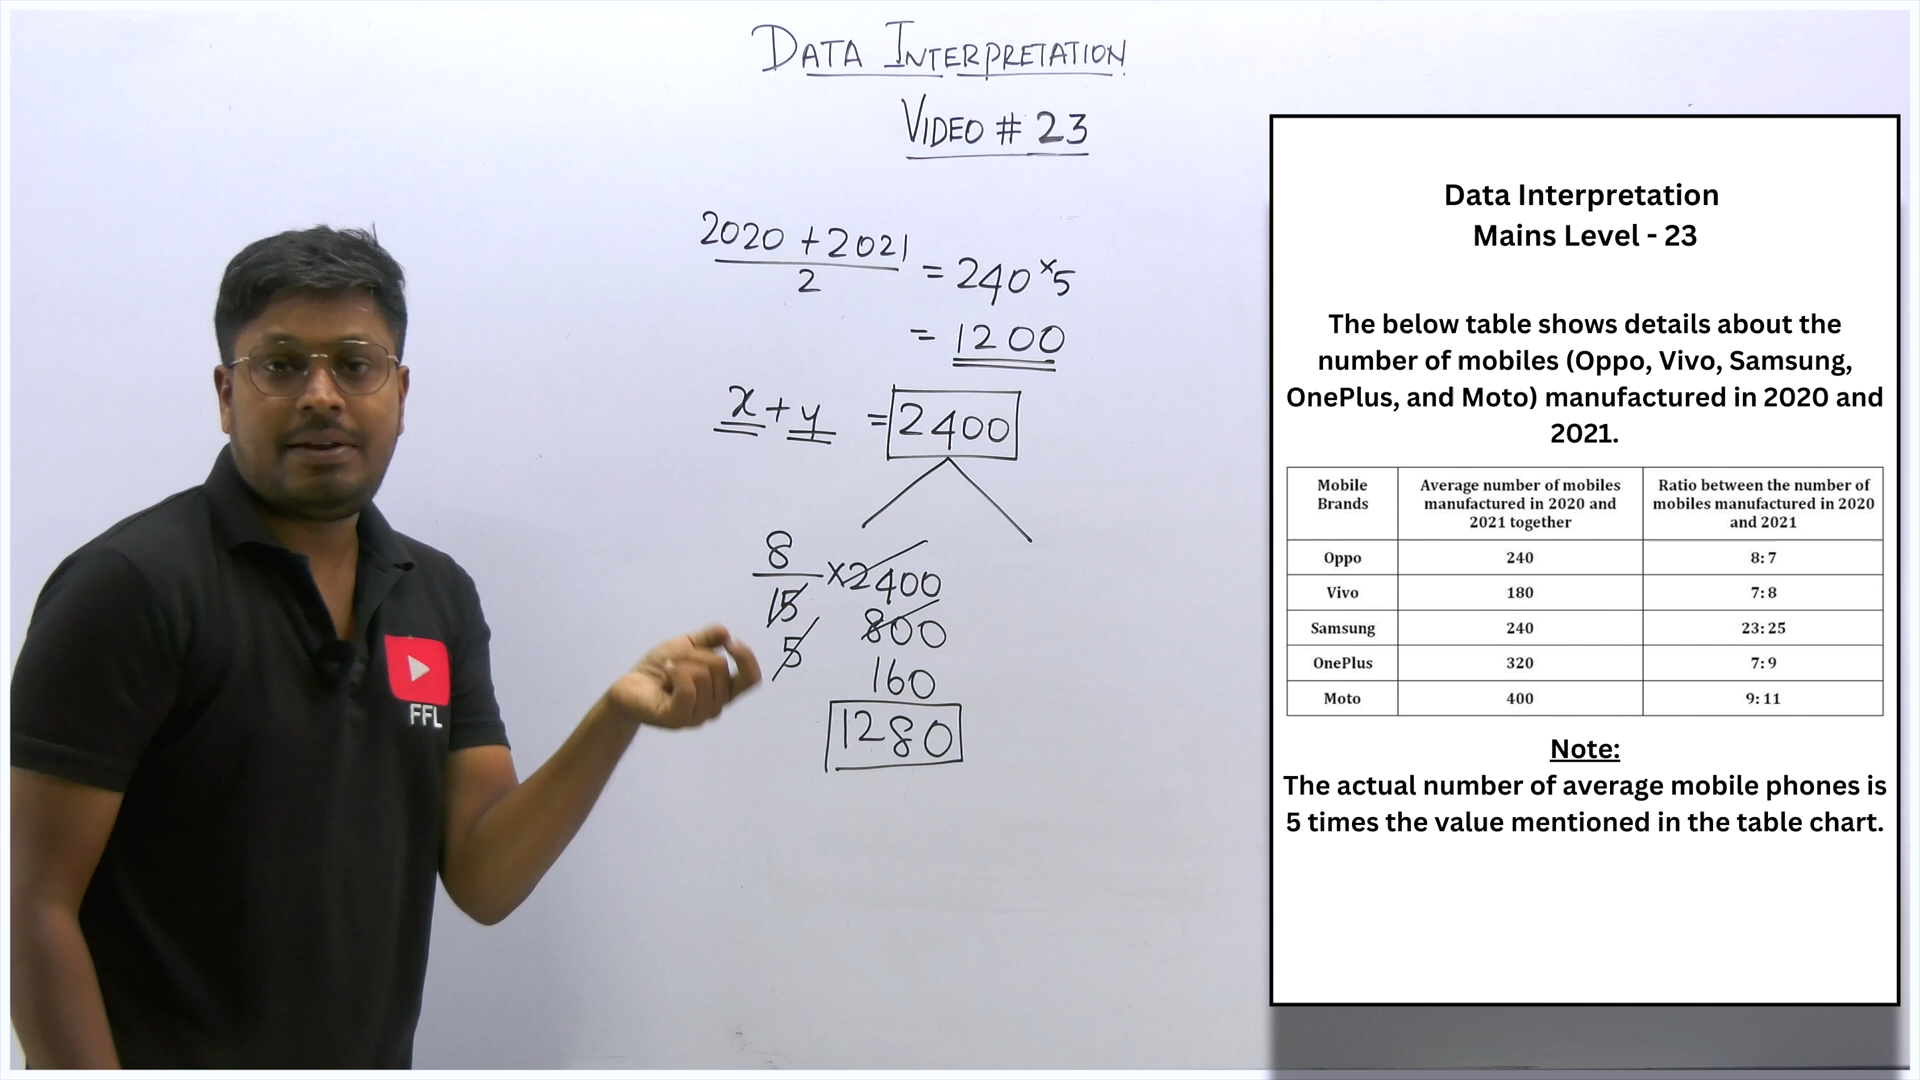 DATA INTERPRETATION
VIDEO # 23
2020 + 2021
2
= 240 x 5
= 1200
x + y = 2400
8
15
x 2400
5
800
160
1280
FFL
Data Interpretation
Mains Level - 23
The below table shows details about the
number of mobiles (Oppo, Vivo, Samsung,
OnePlus, and Moto) manufactured in 2020 and
2021.
Mobile Brands | Average number of mobiles manufactured in 2020 and 2021 together | Ratio between the number of mobiles manufactured in 2020 and 2021
Oppo 240 8: 7
Vivo 180 7: 8
Samsung 240 23: 25
OnePlus 320 7: 9
Moto 400 9: 11
Note:
The actual number of average mobile phones is
5 times the value mentioned in the table chart.